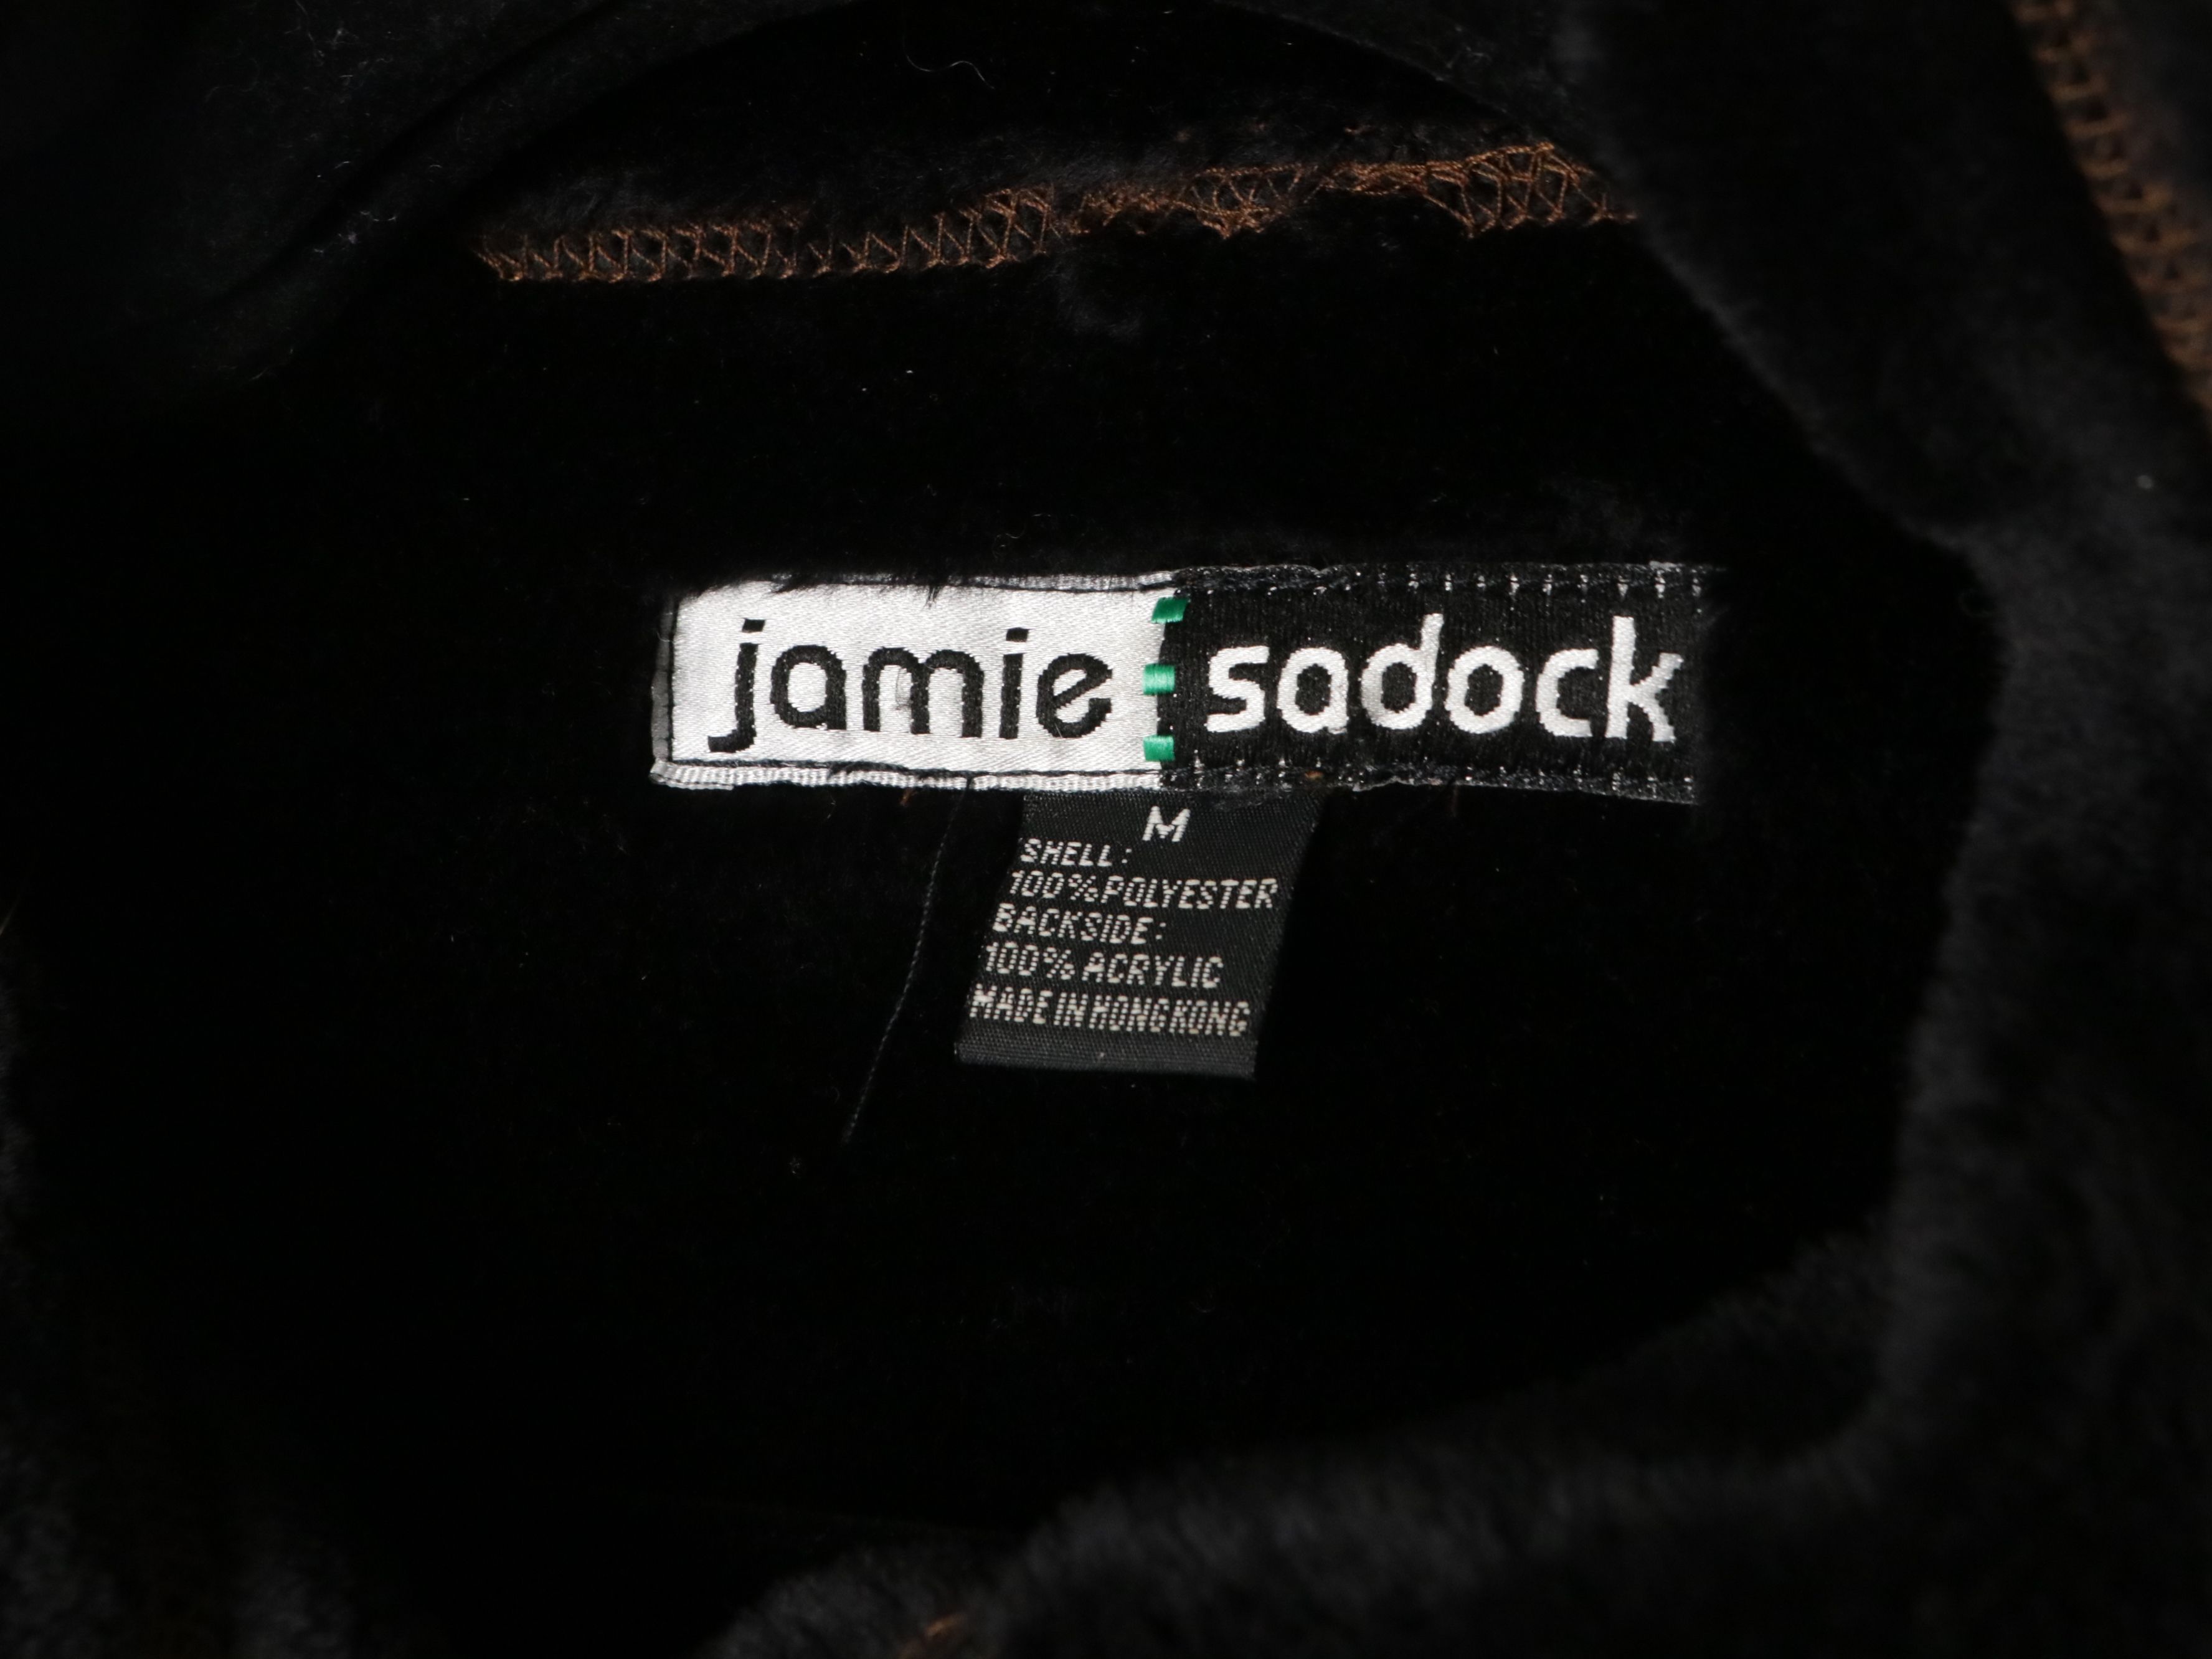 jamie sadock
M
SHELL:
100% POLYESTER
BACKSIDE:
100% ACRYLIC
MADE IN HONG KONG